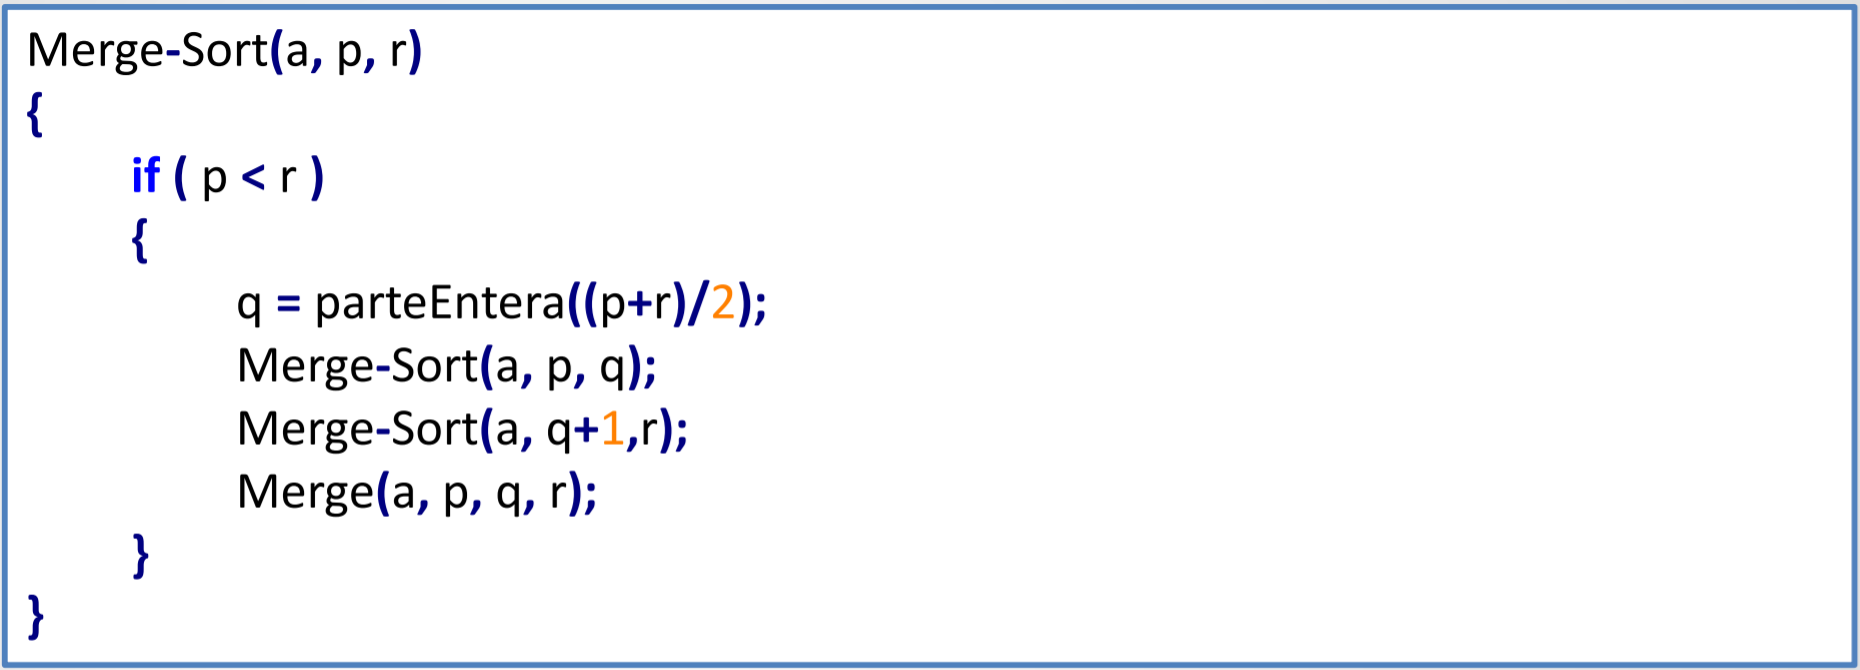 Merge-Sort(a, p, r)
{
if ( p < r )
{
q = parteEntera((p+r)/2);
Merge-Sort(a, p, q);
Merge-Sort(a, q+1,r);
Merge(a, p, q, r);
}
}